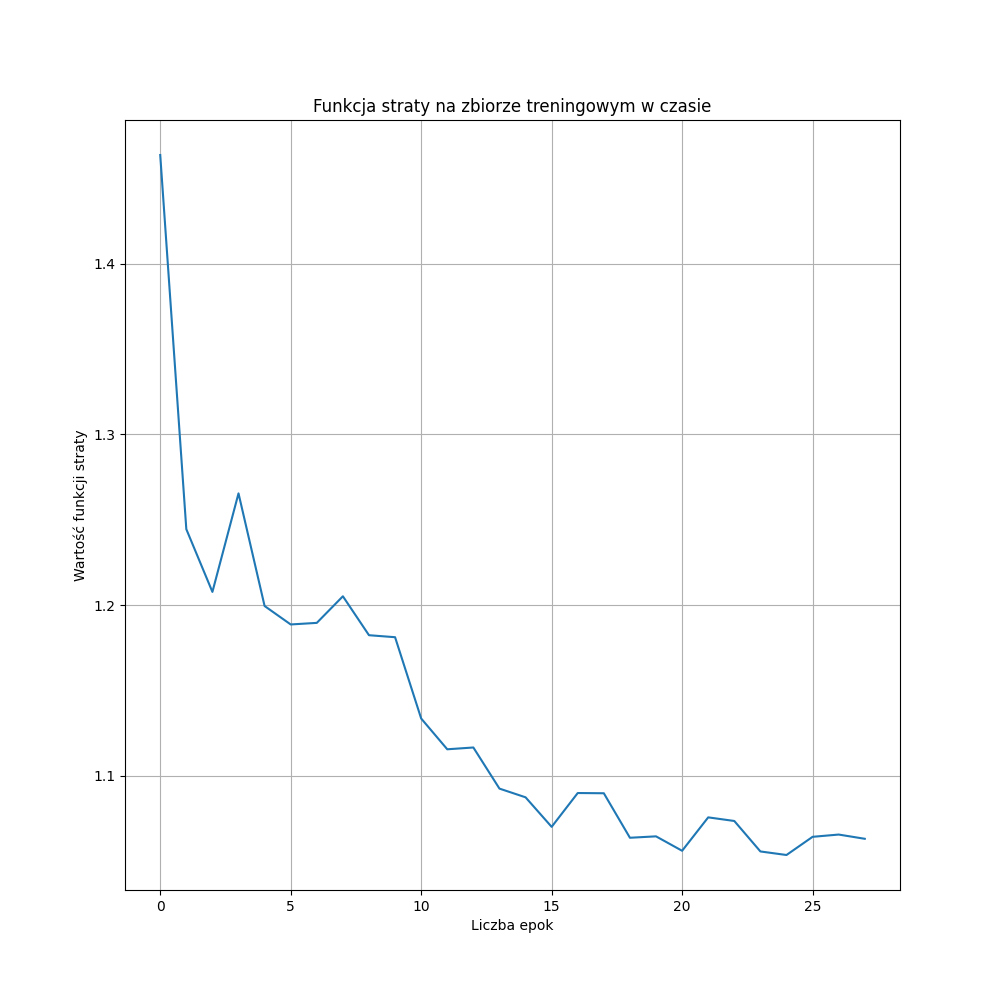 Funkcja straty na zbiorze treningowym w czasie
Wartość funkcji straty
1.4
1.3
1.2
1.1
0 5 10 15 20 25
Liczba epok